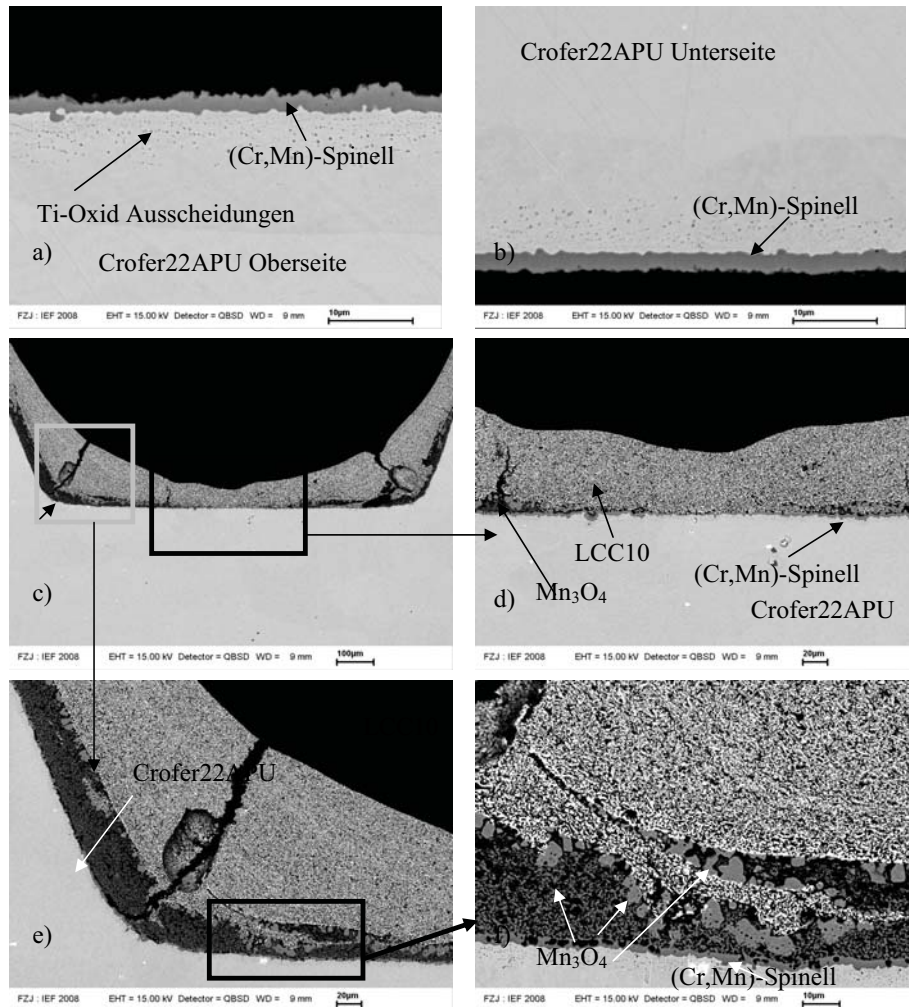 (Cr,Mn)-Spinell
Ti-Oxid Ausscheidungen
a)
Crofer22APU Oberseite
FZJ : IEF 2008 EHT = 15.00 kV Detector = QBSD WD = 9 mm 10µm
Crofer22APU Unterseite
(Cr,Mn)-Spinell
b)
FZJ : IEF 2008 EHT = 15.00 kV Detector = QBSD WD = 9 mm 10µm
c)
FZJ : IEF 2008 EHT = 15.00 kV Detector = QBSD WD = 9 mm 100µm
LCC10
(Cr,Mn)-Spinell
Mn₃O₄
Crofer22APU
d)
FZJ : IEF 2008 EHT = 15.00 kV Detector = QBSD WD = 9 mm 20µm
Crofer22APU
e)
FZJ : IEF 2008 EHT = 15.00 kV Detector = QBSD WD = 9 mm 20µm
f)
Mn₃O₄
(Cr,Mn)-Spinell
FZJ : IEF 2008 EHT = 15.00 kV Detector = QBSD WD = 9 mm 10µm